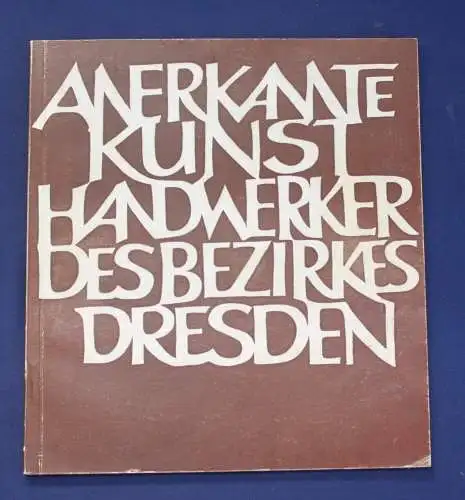 ANERKANNTE
KUNST
HANDWERKER
DES BEZIRKES
DRESDEN